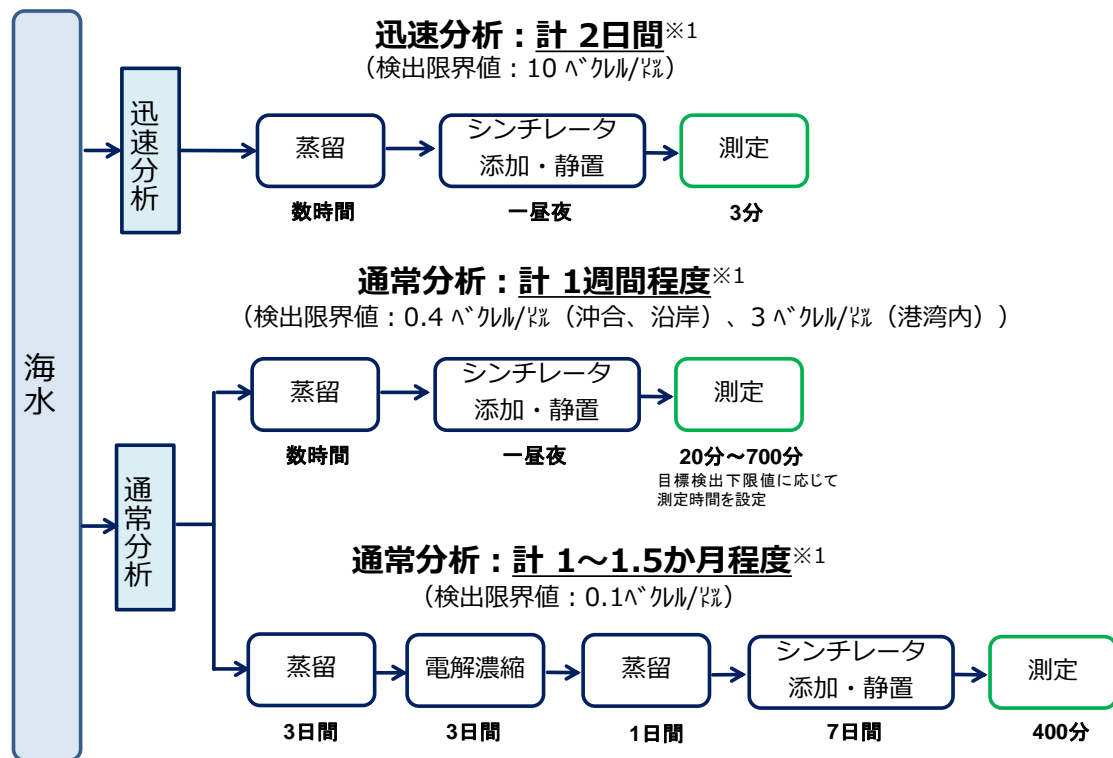 迅速分析：計 2日間※1
（検出限界値：10 ﾍﾞｸﾚﾙ/㍑）
迅速分析
蒸留
シンチレータ
添加・静置
測定
数時間
一昼夜
3分
通常分析：計 1週間程度※1
（検出限界値：0.4 ﾍﾞｸﾚﾙ/㍑（沖合、沿岸）、3 ﾍﾞｸﾚﾙ/㍑（港湾内））
海水
蒸留
シンチレータ
添加・静置
測定
数時間
一昼夜
20分～700分
目標検出下限値に応じて
測定時間を設定
通常分析
通常分析：計 1～1.5か月程度※1
（検出限界値：0.1ﾍﾞｸﾚﾙ/㍑）
蒸留
電解濃縮
蒸留
シンチレータ
添加・静置
測定
3日間
3日間
1日間
7日間
400分